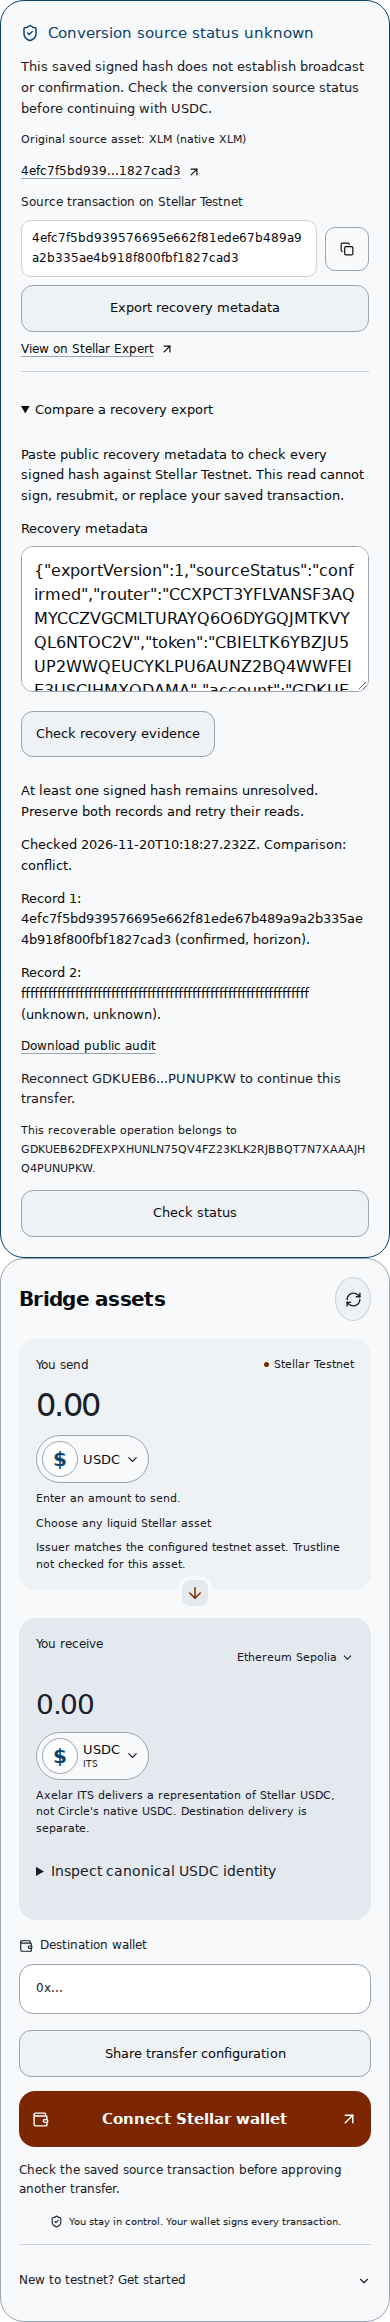 Conversion source status unknown
This saved signed hash does not establish broadcast
or confirmation. Check the conversion source status
before continuing with USDC.
Original source asset: XLM (native XLM)
4efc7f5bd939...1827cad3
Source transaction on Stellar Testnet
4efc7f5bd939576695e662f81ede67b489a9
a2b335ae4b918f800fbf1827cad3
Export recovery metadata
View on Stellar Expert
Compare a recovery export
Paste public recovery metadata to check every
signed hash against Stellar Testnet. This read cannot
sign, resubmit, or replace your saved transaction.
Recovery metadata
{"exportVersion":1,"sourceStatus":"conf
irmed","router":"CCXPCT3YFLVANSF3AQ
MYCCZVGCMLTURAYQ6O6DYGQJMTKVY
QL6NTOC2V","token":"CBIELTK6YBZJU5
UP2WWQEUCYKLPU6AUNZ2BQ4WWFEI
E3USCIHMXQDAMA","account":"GDKUE
Check recovery evidence
At least one signed hash remains unresolved.
Preserve both records and retry their reads.
Checked 2026-11-20T10:18:27.232Z. Comparison:
conflict.
Record 1:
4efc7f5bd939576695e662f81ede67b489a9a2b335ae
4b918f800fbf1827cad3 (confirmed, horizon).
Record 2:
ffffffffffffffffffffffffffffffffffffffffffffffffffffffffffffffff
(unknown, unknown).
Download public audit
Reconnect GDKUEB6...PUNUPKW to continue this
transfer.
This recoverable operation belongs to
GDKUEB62DFEXPXHUNLN75QV4FZ23KLK2RJBBQT7N7XAAAJH
Q4PUNUPKW.
Check status
Bridge assets
You send
Stellar Testnet
0.00
$ USDC
Enter an amount to send.
Choose any liquid Stellar asset
Issuer matches the configured testnet asset. Trustline
not checked for this asset.
You receive
Ethereum Sepolia
0.00
$ USDC
ITS
Axelar ITS delivers a representation of Stellar USDC,
not Circle's native USDC. Destination delivery is
separate.
Inspect canonical USDC identity
Destination wallet
0x...
Share transfer configuration
Connect Stellar wallet
Check the saved source transaction before approving
another transfer.
You stay in control. Your wallet signs every transaction.
New to testnet? Get started